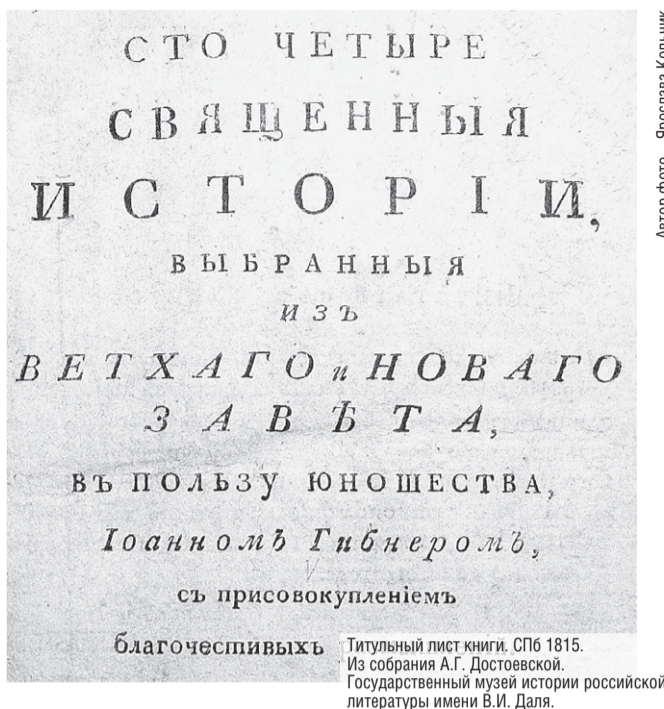 СТО ЧЕТЫРЕ
СВЯЩЕННЫЯ
ИСТОРІИ,
ВЫБРАННЫЯ
ИЗЪ
ВЕТХАГО и НОВАГО
ЗАВѢТА,
ВЪ ПОЛЬЗУ ЮНОШЕСТВА,
Іоанномъ Гибнеромъ,
съ присовокупленіемъ
благочестивыхъ
Титульный лист книги. СПб 1815.
Из собрания А.Г. Достоевской.
Государственный музей истории российской
литературы имени В.И. Даля.
Автор фото Ярослава